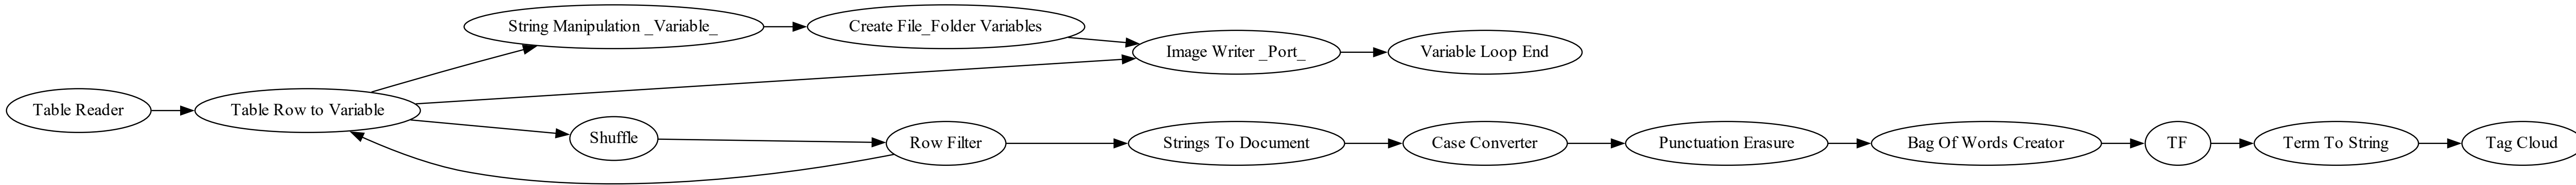 String Manipulation _Variable_
Create File_Folder Variables
Image Writer _Port_
Variable Loop End
Table Reader
Table Row to Variable
Shuffle
Row Filter
Strings To Document
Case Converter
Punctuation Erasure
Bag Of Words Creator
TF
Term To String
Tag Cloud